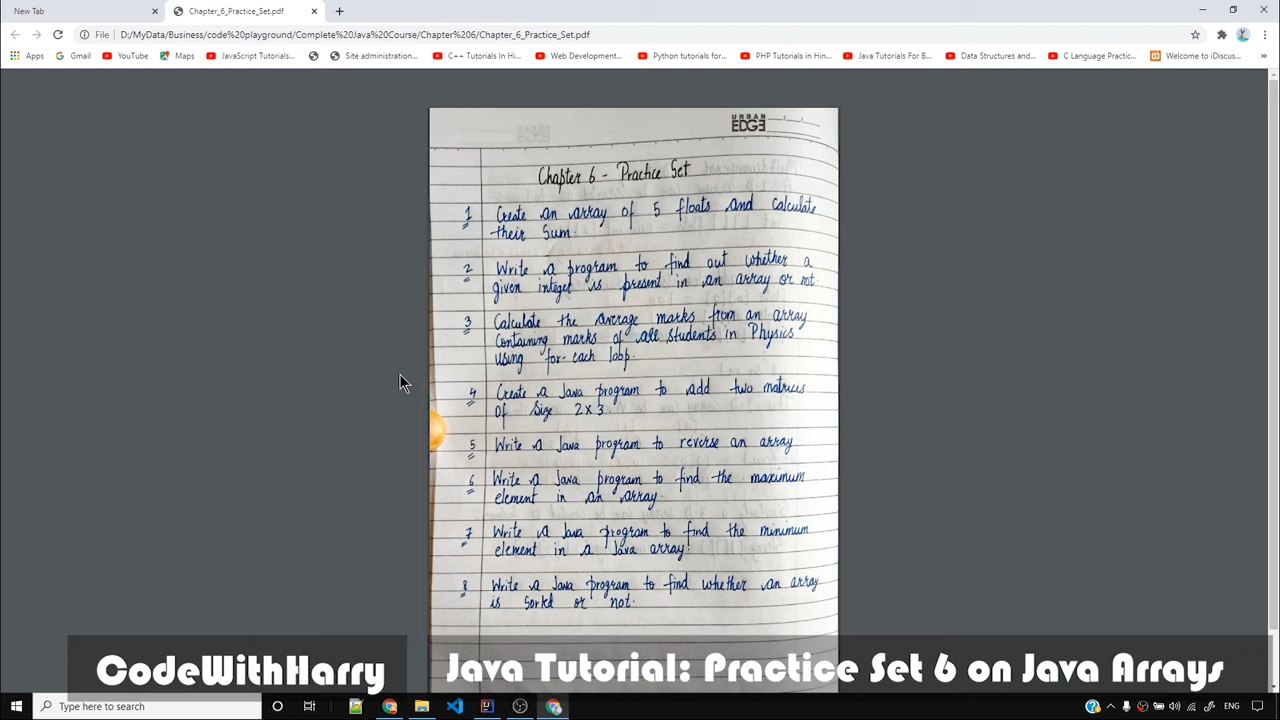 New Tab
Chapter_6_Practice_Set.pdf
File D:/MyData/Business/code%20playground/Complete%20Java%20Course/Chapter%206/Chapter_6_Practice_Set.pdf
Apps Gmail YouTube Maps JavaScript Tutorials... Site administration... C++ Tutorials In Hi... Web Development... Python tutorials for... PHP Tutorials in Hin... Java Tutorials For B... Data Structures and... C Language Practic... Welcome to iDiscus...
URBAN
EDGE
Chapter 6 - Practice Set
1 Create an array of 5 floats and calculate
their sum.
2 Write a program to find out whether a
given integer is present in an array or not.
3 Calculate the average marks from an array
containing marks of all students in Physics
using for-each loop.
4 Create a Java program to add two matrices
of size 2x3.
5 Write a Java program to reverse an array
6 Write a Java program to find the maximum
element in an array.
7 Write a Java program to find the minimum
element in a Java array.
8 Write a Java program to find whether an array
is sorted or not.
CodeWithHarry
Java Tutorial: Practice Set 6 on Java Arrays
Type here to search
ENG